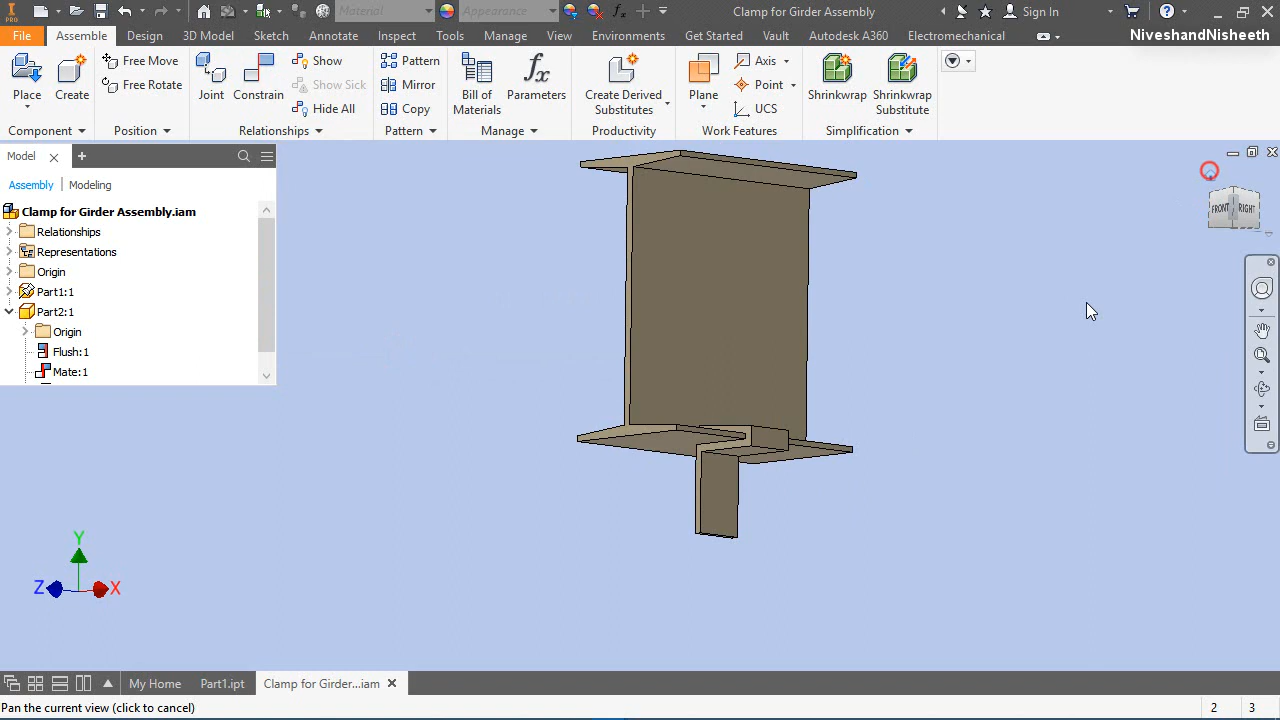 PRO Material Appearance fx Clamp for Girder Assembly Sign In ?
File Assemble Design 3D Model Sketch Annotate Inspect Tools Manage View Environments Get Started Vault Autodesk A360 Electromechanical NiveshandNisheeth
Place Create Free Move Free Rotate Joint Constrain Show Show Sick Hide All Pattern Mirror Copy Bill of Materials fx Parameters Create Derived Substitutes Plane Axis Point UCS Shrinkwrap Shrinkwrap Substitute
Component Position Relationships Pattern Manage Productivity Work Features Simplification
Model
Assembly Modeling
Clamp for Girder Assembly.iam
Relationships
Representations
Origin
Part1:1
Part2:1
Origin
Flush:1
Mate:1
FRONT RIGHT
Y
Z X
My Home Part1.ipt Clamp for Girder...iam
Pan the current view (click to cancel) 2 3